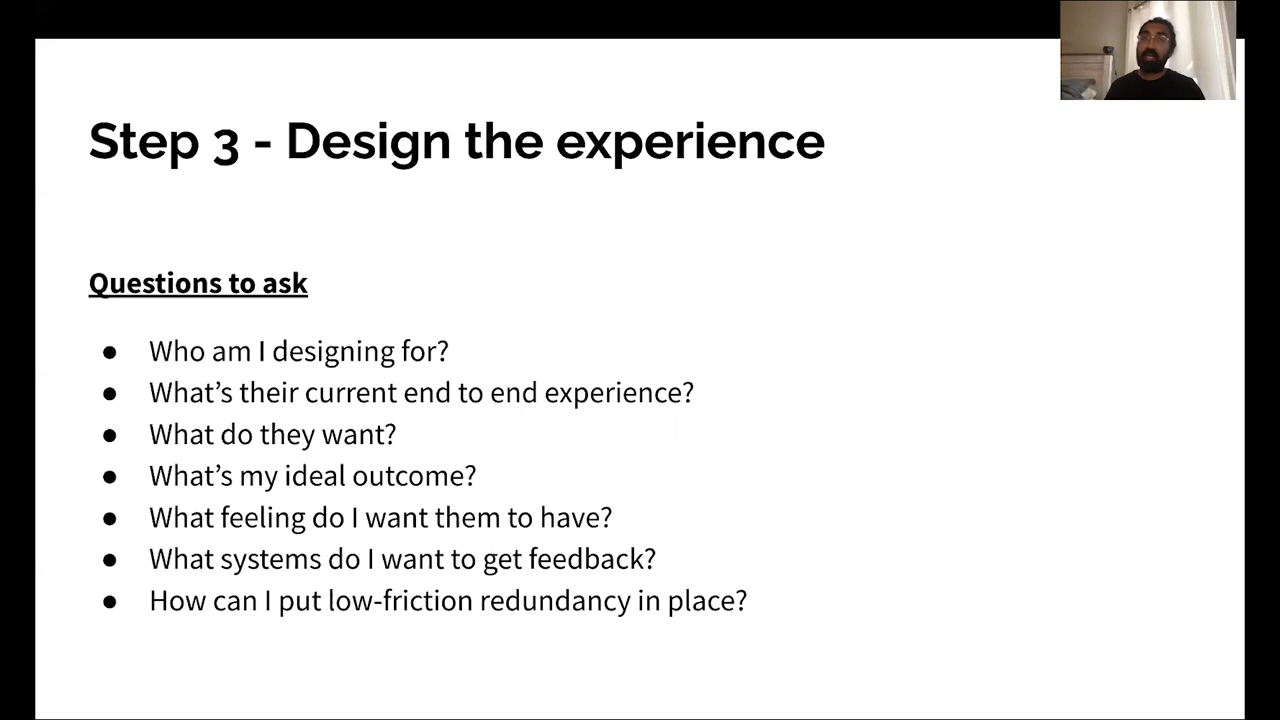 Step 3 - Design the experience
Questions to ask
● Who am I designing for?
● What’s their current end to end experience?
● What do they want?
● What’s my ideal outcome?
● What feeling do I want them to have?
● What systems do I want to get feedback?
● How can I put low-friction redundancy in place?